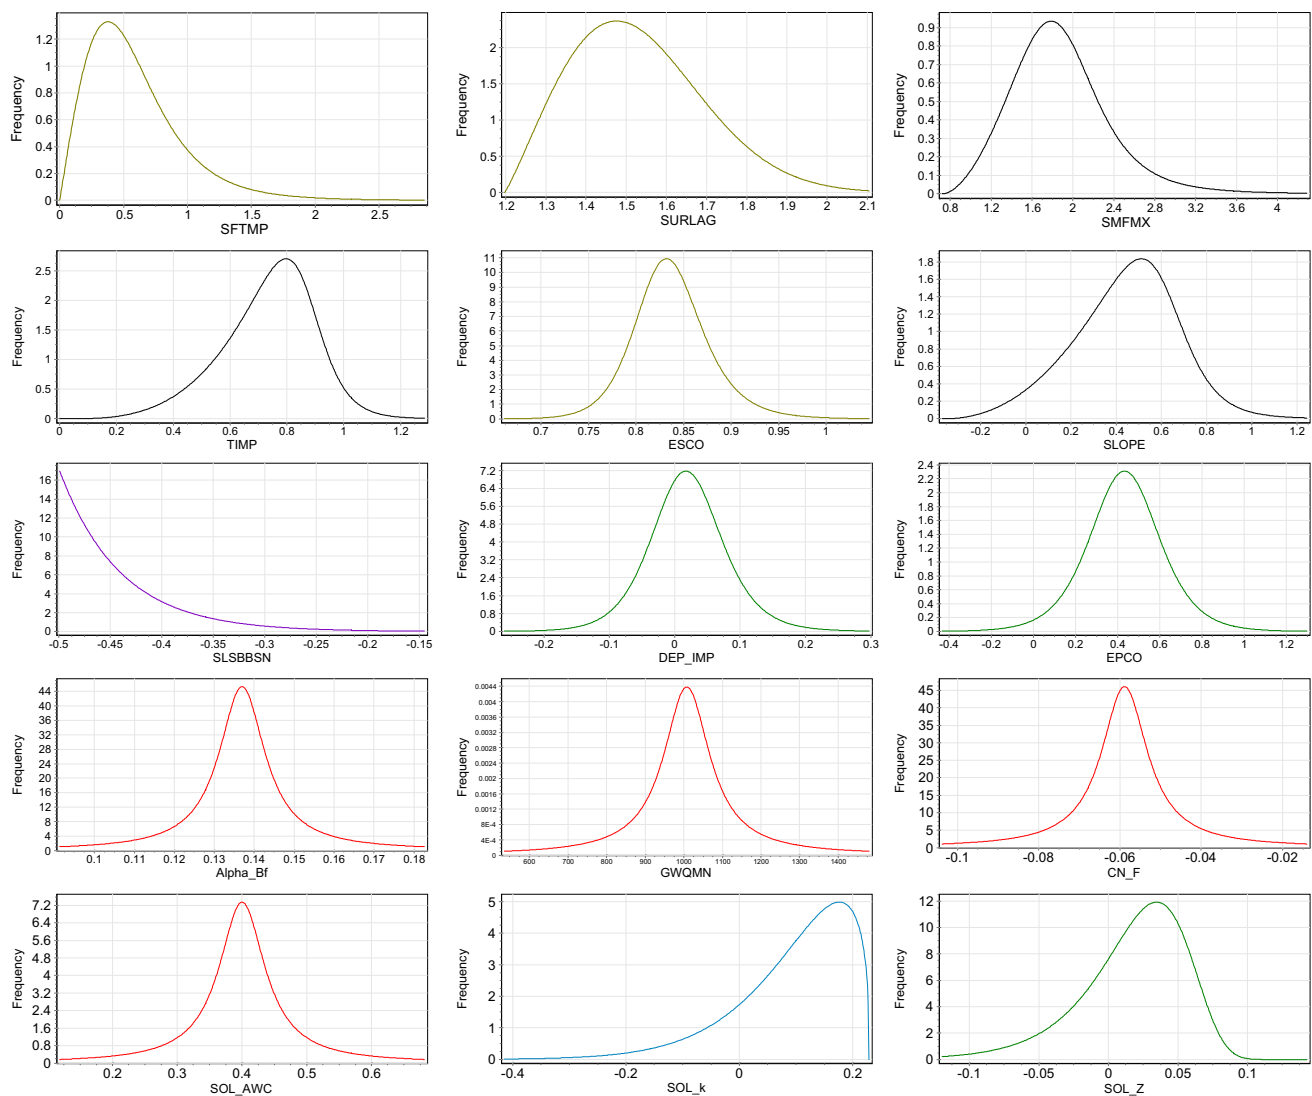 Frequency
1.2
1
0.8
0.6
0.4
0.2
0
0 0.5 1 1.5 2 2.5
SFTMP
Frequency
2
1.5
1
0.5
0
1.2 1.3 1.4 1.5 1.6 1.7 1.8 1.9 2 2.1
SURLAG
Frequency
0.9
0.8
0.7
0.6
0.5
0.4
0.3
0.2
0.1
0
0.8 1.2 1.6 2 2.4 2.8 3.2 3.6 4
SMFMX
Frequency
2.5
2
1.5
1
0.5
0
0 0.2 0.4 0.6 0.8 1 1.2
TIMP
Frequency
11
10
9
8
7
6
5
4
3
2
1
0
0.7 0.75 0.8 0.85 0.9 0.95 1
ESCO
Frequency
1.8
1.6
1.4
1.2
1
0.8
0.6
0.4
0.2
0
-0.2 0 0.2 0.4 0.6 0.8 1 1.2
SLOPE
Frequency
16
14
12
10
8
6
4
2
0
-0.5 -0.45 -0.4 -0.35 -0.3 -0.25 -0.2 -0.15
SLSBBSN
Frequency
7.2
6.4
5.6
4.8
4
3.2
2.4
1.6
0.8
0
-0.2 -0.1 0 0.1 0.2 0.3
DEP_IMP
Frequency
2.4
2.2
2
1.8
1.6
1.4
1.2
1
0.8
0.6
0.4
0.2
0
-0.4 -0.2 0 0.2 0.4 0.6 0.8 1 1.2
EPCO
Frequency
44
40
36
32
28
24
20
16
12
8
4
0
0.1 0.11 0.12 0.13 0.14 0.15 0.16 0.17 0.18
Alpha_Bf
Frequency
0.0044
0.004
0.0036
0.0032
0.0028
0.0024
0.002
0.0016
0.0012
8E-4
4E-4
0
600 700 800 900 1000 1100 1200 1300 1400
GWQMN
Frequency
45
40
35
30
25
20
15
10
5
0
-0.1 -0.08 -0.06 -0.04 -0.02
CN_F
Frequency
7.2
6.4
5.6
4.8
4
3.2
2.4
1.6
0.8
0
0.2 0.3 0.4 0.5 0.6
SOL_AWC
Frequency
5
4
3
2
1
0
-0.4 -0.2 0 0.2
SOL_k
Frequency
12
10
8
6
4
2
0
-0.1 -0.05 0 0.05 0.1
SOL_Z